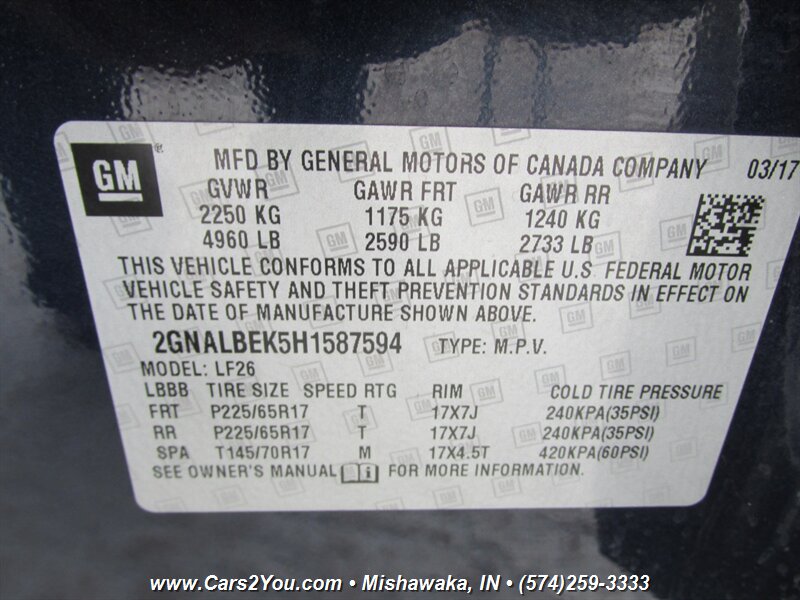 GM ® MFD BY GENERAL MOTORS OF CANADA COMPANY 03/17
GVWR GAWR FRT GAWR RR
2250 KG 1175 KG 1240 KG
4960 LB 2590 LB 2733 LB
THIS VEHICLE CONFORMS TO ALL APPLICABLE U.S. FEDERAL MOTOR
VEHICLE SAFETY AND THEFT PREVENTION STANDARDS IN EFFECT ON
THE DATE OF MANUFACTURE SHOWN ABOVE.
2GNALBEK5H1587594 TYPE: M.P.V.
MODEL: LF26
LBBB TIRE SIZE SPEED RTG RIM COLD TIRE PRESSURE
FRT P225/65R17 T 17X7J 240KPA(35PSI)
RR P225/65R17 T 17X7J 240KPA(35PSI)
SPA T145/70R17 M 17X4.5T 420KPA(60PSI)
SEE OWNER'S MANUAL i FOR MORE INFORMATION.
www.Cars2You.com • Mishawaka, IN • (574)259-3333